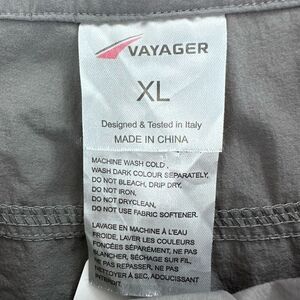 VAYAGER
XL
Designed & Tested in Italy
MADE IN CHINA
MACHINE WASH COLD
WASH DARK COLOUR SEPARATELY,
DO NOT BLEACH, DRIP DRY.
DO NOT IRON,
DO NOT DRYCLEAN,
DO NOT USE FABRIC SOFTENER.
LAVAGE EN MACHINE À L'EAU
FROIDE, LAVER LES COULEURS
FONCÉES SÉPARÉMENT, NE PAS
BLANCHER, SÉCHAGE SUR FIL,
NE PAS REPASSER, NE PAS
NETTOYER À SEC, ADOUCISSANT